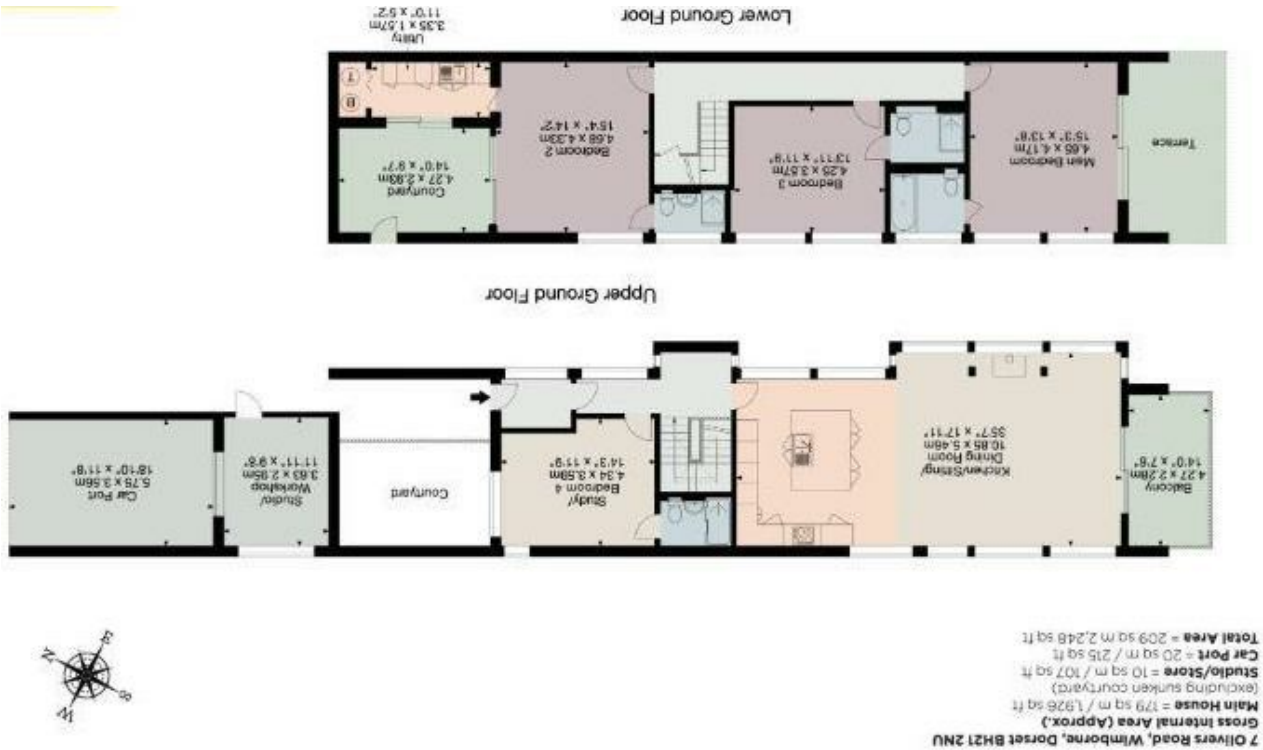 7 Olivers Road, Wimborne, Dorset BH21 2NU
Gross Internal Area (Approx.)
Main House = 179 sq m / 1,926 sq ft
(excluding sunken courtyard)
Studio/Store = 10 sq m / 107 sq ft
Car Port = 20 sq m / 215 sq ft
Total Area = 209 sq m 2,248 sq ft
W
S
N
E
Balcony
4.27 x 2.28m
14'0" x 7'6"
Kitchen/Sitting/
Dining Room
10.85 x 5.46m
35'7" x 17'11"
Study/
Bedroom 4
4.34 x 3.59m
14'3" x 11'9"
Courtyard
Studio/
Workshop
3.63 x 2.95m
11'11" x 9'8"
Car Port
5.75 x 3.56m
18'10" x 11'8"
Upper Ground Floor
Terrace
Main Bedroom
4.65 x 4.17m
15'3" x 13'8"
Bedroom 3
4.25 x 3.57m
13'11" x 11'9"
Bedroom 2
4.68 x 4.33m
15'4" x 14'2"
Courtyard
4.27 x 2.93m
14'0" x 9'7"
B
T
Utility
3.35 x 1.57m
11'0" x 5'2"
Lower Ground Floor